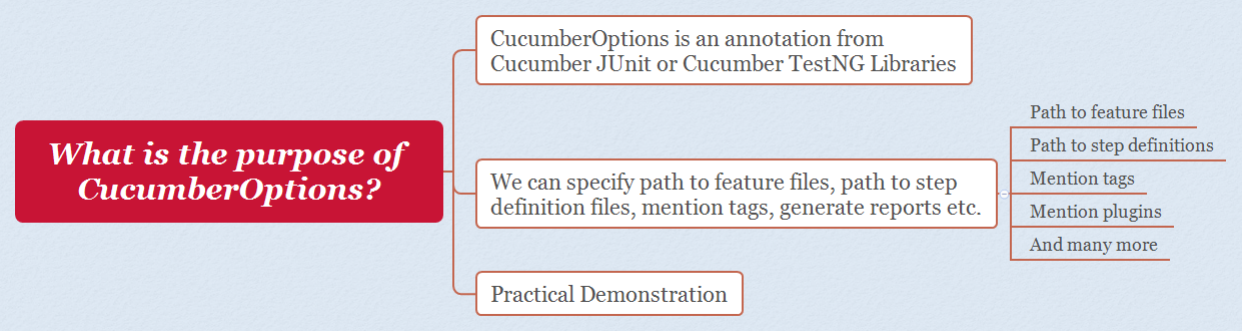 What is the purpose of
CucumberOptions?
CucumberOptions is an annotation from
Cucumber JUnit or Cucumber TestNG Libraries
We can specify path to feature files, path to step
definition files, mention tags, generate reports etc.
Path to feature files
Path to step definitions
Mention tags
Mention plugins
And many more
Practical Demonstration